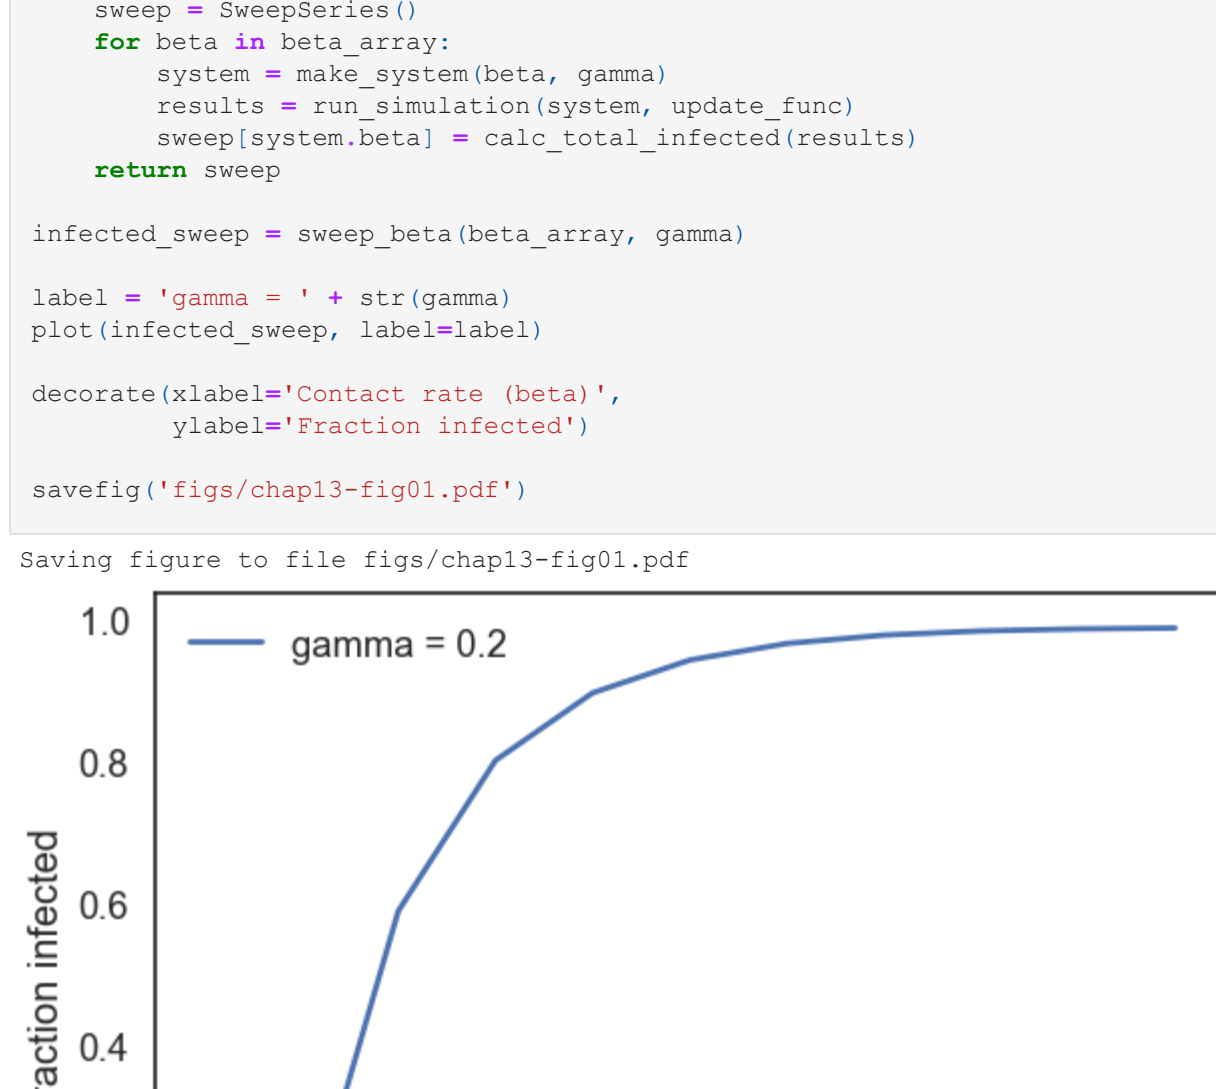 sweep = SweepSeries()
for beta in beta_array:
system = make_system(beta, gamma)
results = run_simulation(system, update_func)
sweep[system.beta] = calc_total_infected(results)
return sweep
infected_sweep = sweep_beta(beta_array, gamma)
label = 'gamma = ' + str(gamma)
plot(infected_sweep, label=label)
decorate(xlabel='Contact rate (beta)',
ylabel='Fraction infected')
savefig('figs/chap13-fig01.pdf')
Saving figure to file figs/chap13-fig01.pdf
1.0
gamma = 0.2
0.8
0.6
0.4
infected